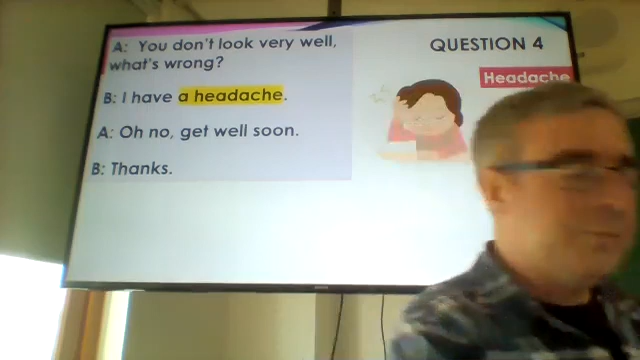 A: You don't look very well,
what's wrong?
B: I have a headache.
A: Oh no, get well soon.
B: Thanks.
QUESTION 4
Headache